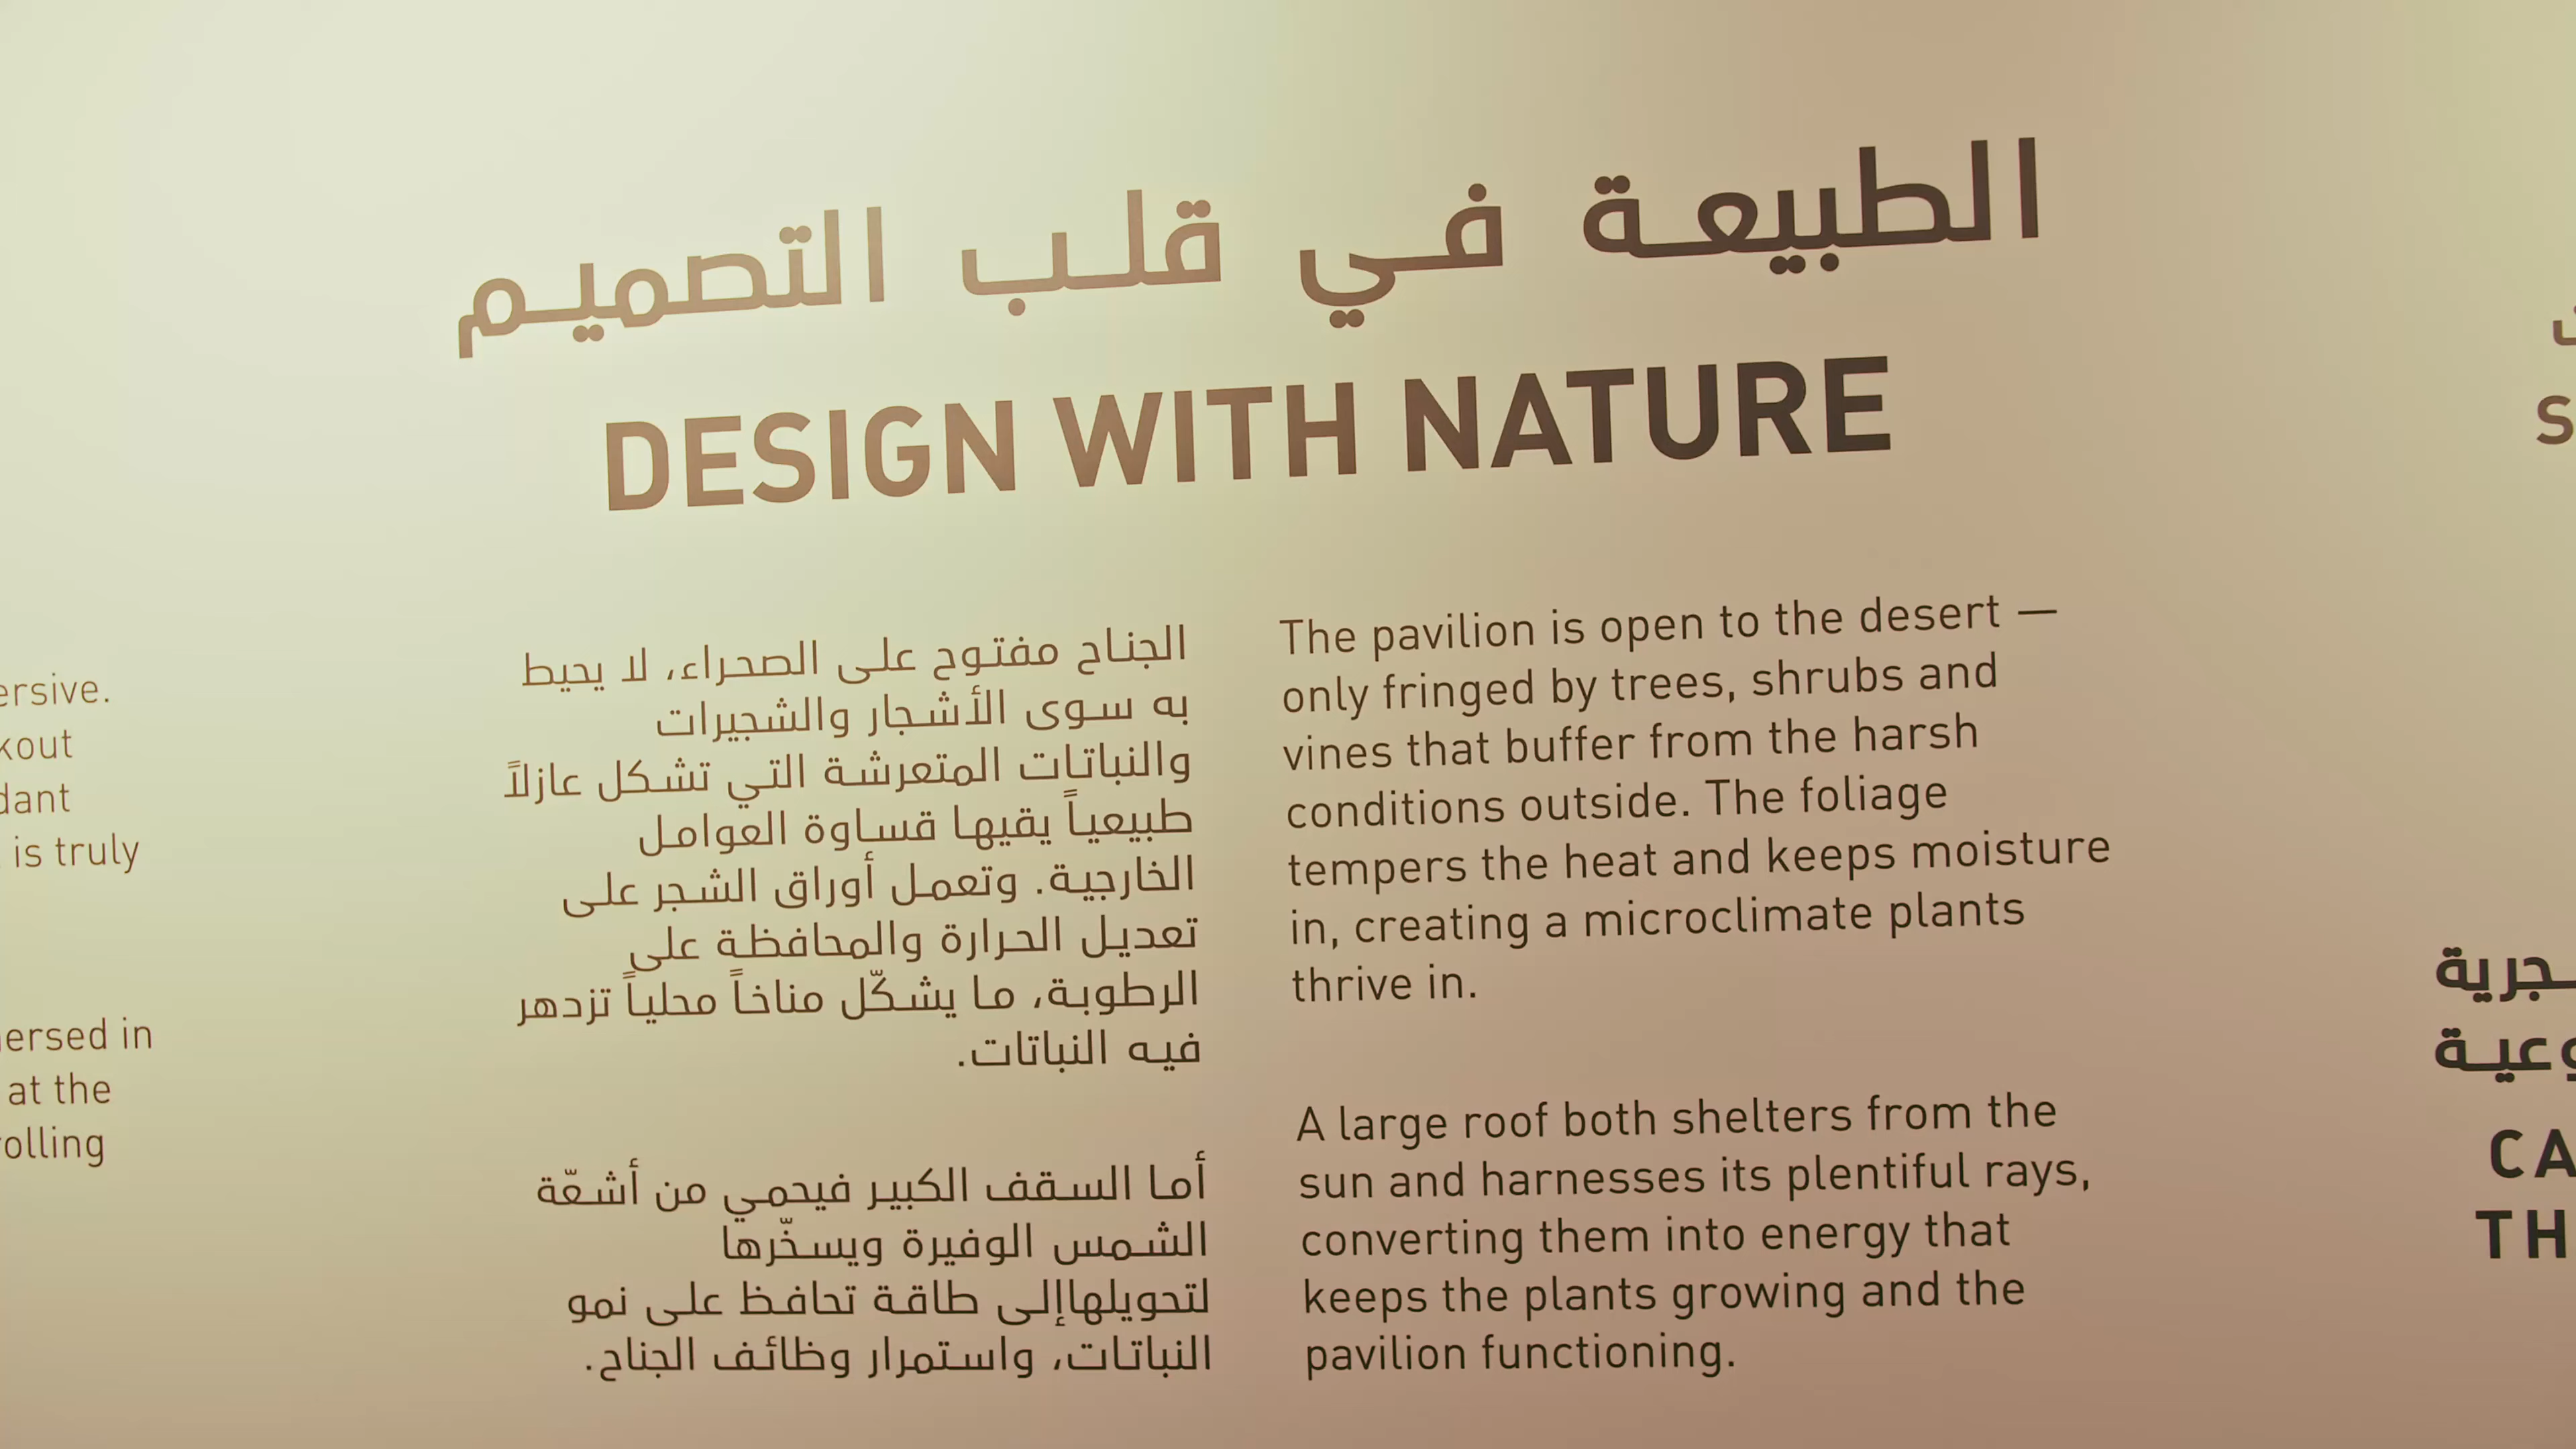 الطبيعة في قلب التصميم
DESIGN WITH NATURE
الجناح مفتوح على الصحراء، لا يحيط
به سوى الأشجار والشجيرات
والنباتات المتعرشة التي تشكل عازلاً
طبيعياً يقيها قساوة العوامل
الخارجية. وتعمل أوراق الشجر على
تعديل الحرارة والمحافظة على
الرطوبة، ما يشكّل مناخاً محلياً تزدهر
فيه النباتات.
أما السقف الكبير فيحمي من أشعّة
الشمس الوفيرة ويسخّرها
لتحويلهاإلى طاقة تحافظ على نمو
النباتات، واستمرار وظائف الجناح.
The pavilion is open to the desert —
only fringed by trees, shrubs and
vines that buffer from the harsh
conditions outside. The foliage
tempers the heat and keeps moisture
in, creating a microclimate plants
thrive in.
A large roof both shelters from the
sun and harnesses its plentiful rays,
converting them into energy that
keeps the plants growing and the
pavilion functioning.
is truly
in
at the